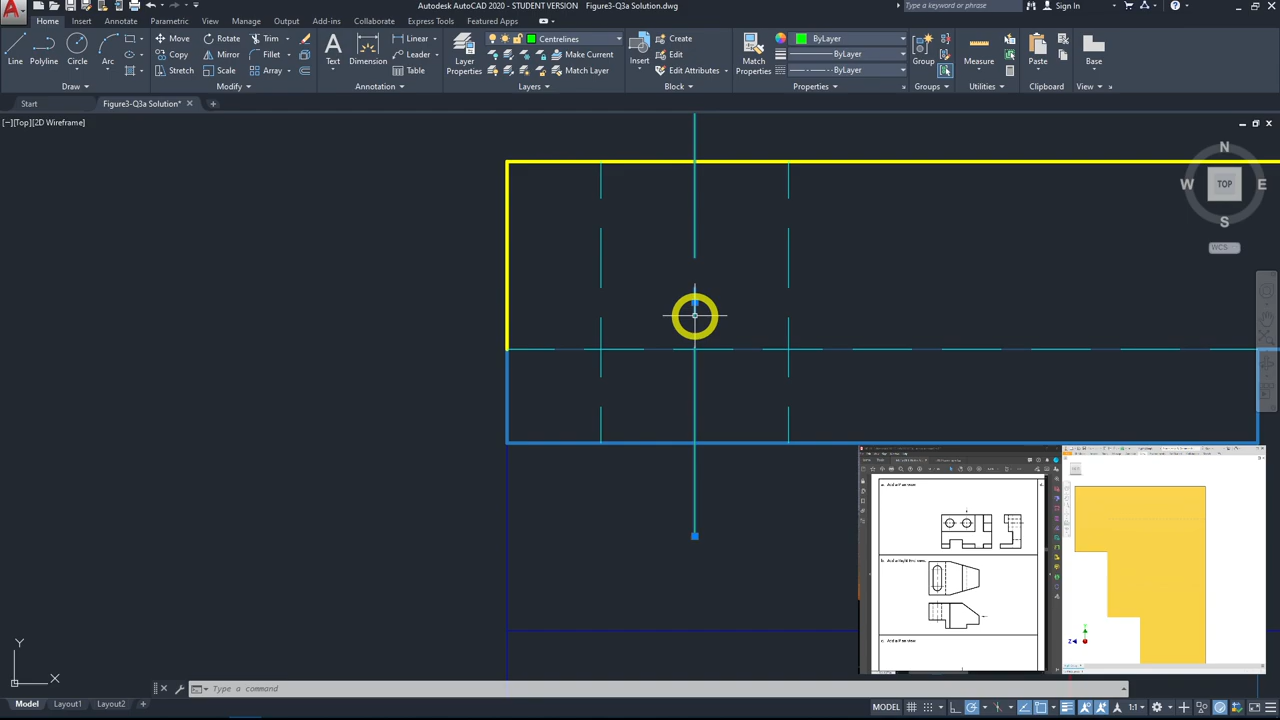 Autodesk AutoCAD 2020 - STUDENT VERSION Figure3-Q3a Solution.dwg
Type a keyword or phrase
Sign In
Home Insert Annotate Parametric View Manage Output Add-ins Collaborate Express Tools Featured Apps
Line Polyline Circle Arc
Move Rotate Trim
Copy Mirror Fillet
Stretch Scale Array
Text Dimension
Linear
Leader
Table
Layer Properties
Centrelines
Make Current
Match Layer
Insert
Create
Edit
Edit Attributes
Match Properties
ByLayer
ByLayer
ByLayer
Group
Measure
Paste
Base
Draw Modify Annotation Layers Block Properties Groups Utilities Clipboard View
Start Figure3-Q3a Solution*
[−][Top][2D Wireframe]
N
W TOP E
S
WCS
Y
X
Z
Type a command
Model Layout1 Layout2
MODEL
1:1